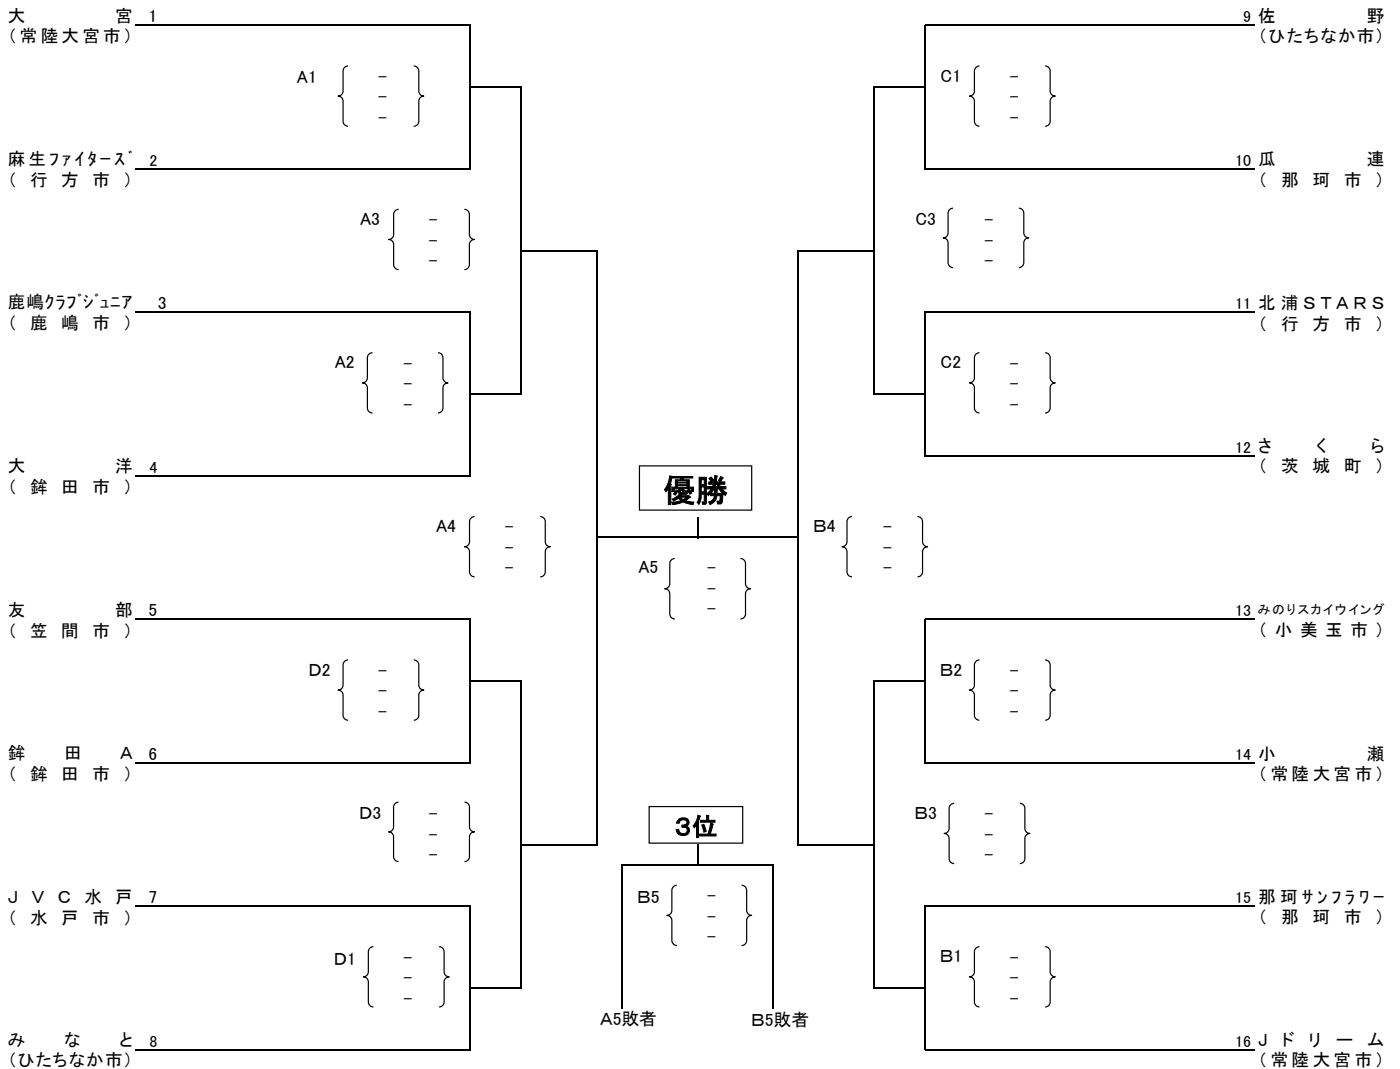 大宮 1
(常陸大宮市)
A1
-
-
-
麻生ファイターズ 2
(行方市)
A3
-
-
-
鹿嶋クラブジュニア 3
(鹿嶋市)
A2
-
-
-
大洋 4
(鉾田市)
A4
-
-
-
友部 5
(笠間市)
D2
-
-
-
鉾田A 6
(鉾田市)
D3
-
-
-
JVC水戸 7
(水戸市)
D1
-
-
-
みなと 8
(ひたちなか市)
優勝
A5
-
-
-
3位
B5
-
-
-
A5敗者
B5敗者
9 佐野
(ひたちなか市)
C1
-
-
-
10 瓜連
(那珂市)
C3
-
-
-
11 北浦STARS
(行方市)
C2
-
-
-
12 さくら
(茨城町)
B4
-
-
-
13 みのりスカイウイング
(小美玉市)
B2
-
-
-
14 小瀬
(常陸大宮市)
B3
-
-
-
15 那珂サンフラワー
(那珂市)
B1
-
-
-
16 Jドリーム
(常陸大宮市)